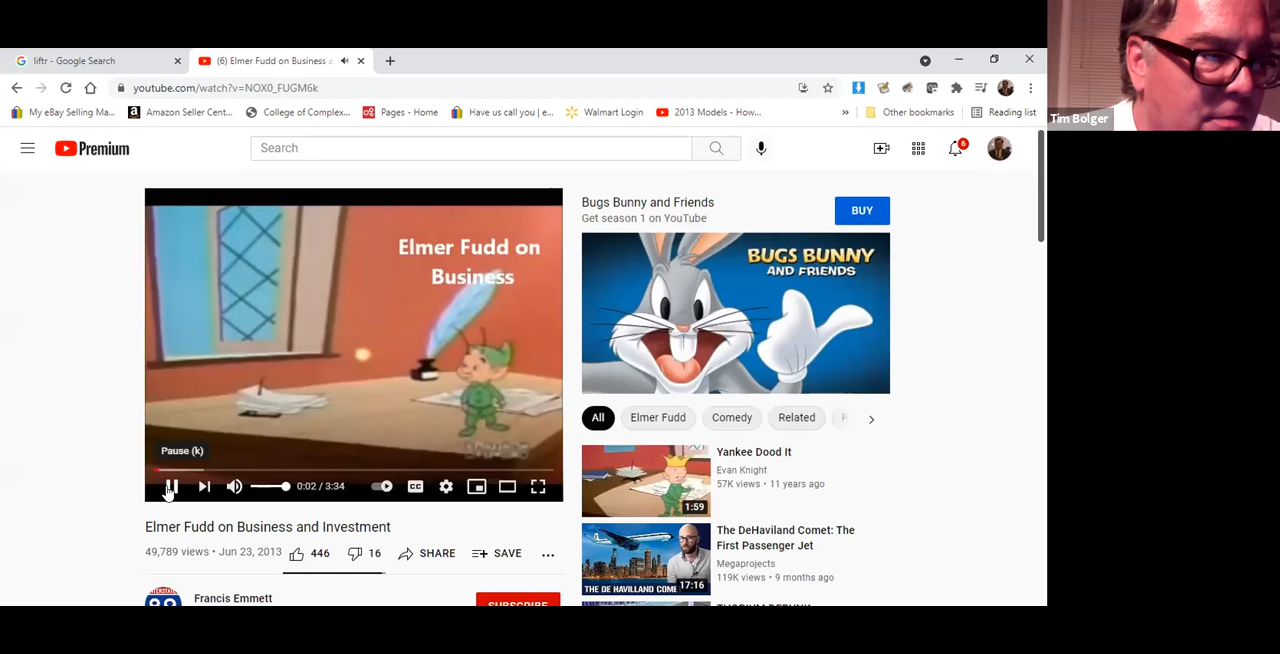 liftr - Google Search
(6) Elmer Fudd on Business a
youtube.com/watch?v=NOX0_FUGM6k
My eBay Selling Ma...
Amazon Seller Cent...
College of Complex...
Pages - Home
Have us call you | e...
Walmart Login
2013 Models - How...
»
Other bookmarks
Reading list
Tim Bolger
Premium
Search
6
Elmer Fudd on
Business
Pause (k)
0:02 / 3:34
CC
Elmer Fudd on Business and Investment
49,789 views • Jun 23, 2013
446
16
SHARE
SAVE
Francis Emmett
SUBSCRIBE
Bugs Bunny and Friends
Get season 1 on YouTube
BUY
BUGS BUNNY
AND FRIENDS
All
Elmer Fudd
Comedy
Related
Yankee Dood It
Evan Knight
57K views • 11 years ago
1:59
The DeHaviland Comet: The
First Passenger Jet
Megaprojects
119K views • 9 months ago
17:16
THE DE HAVILLAND COME